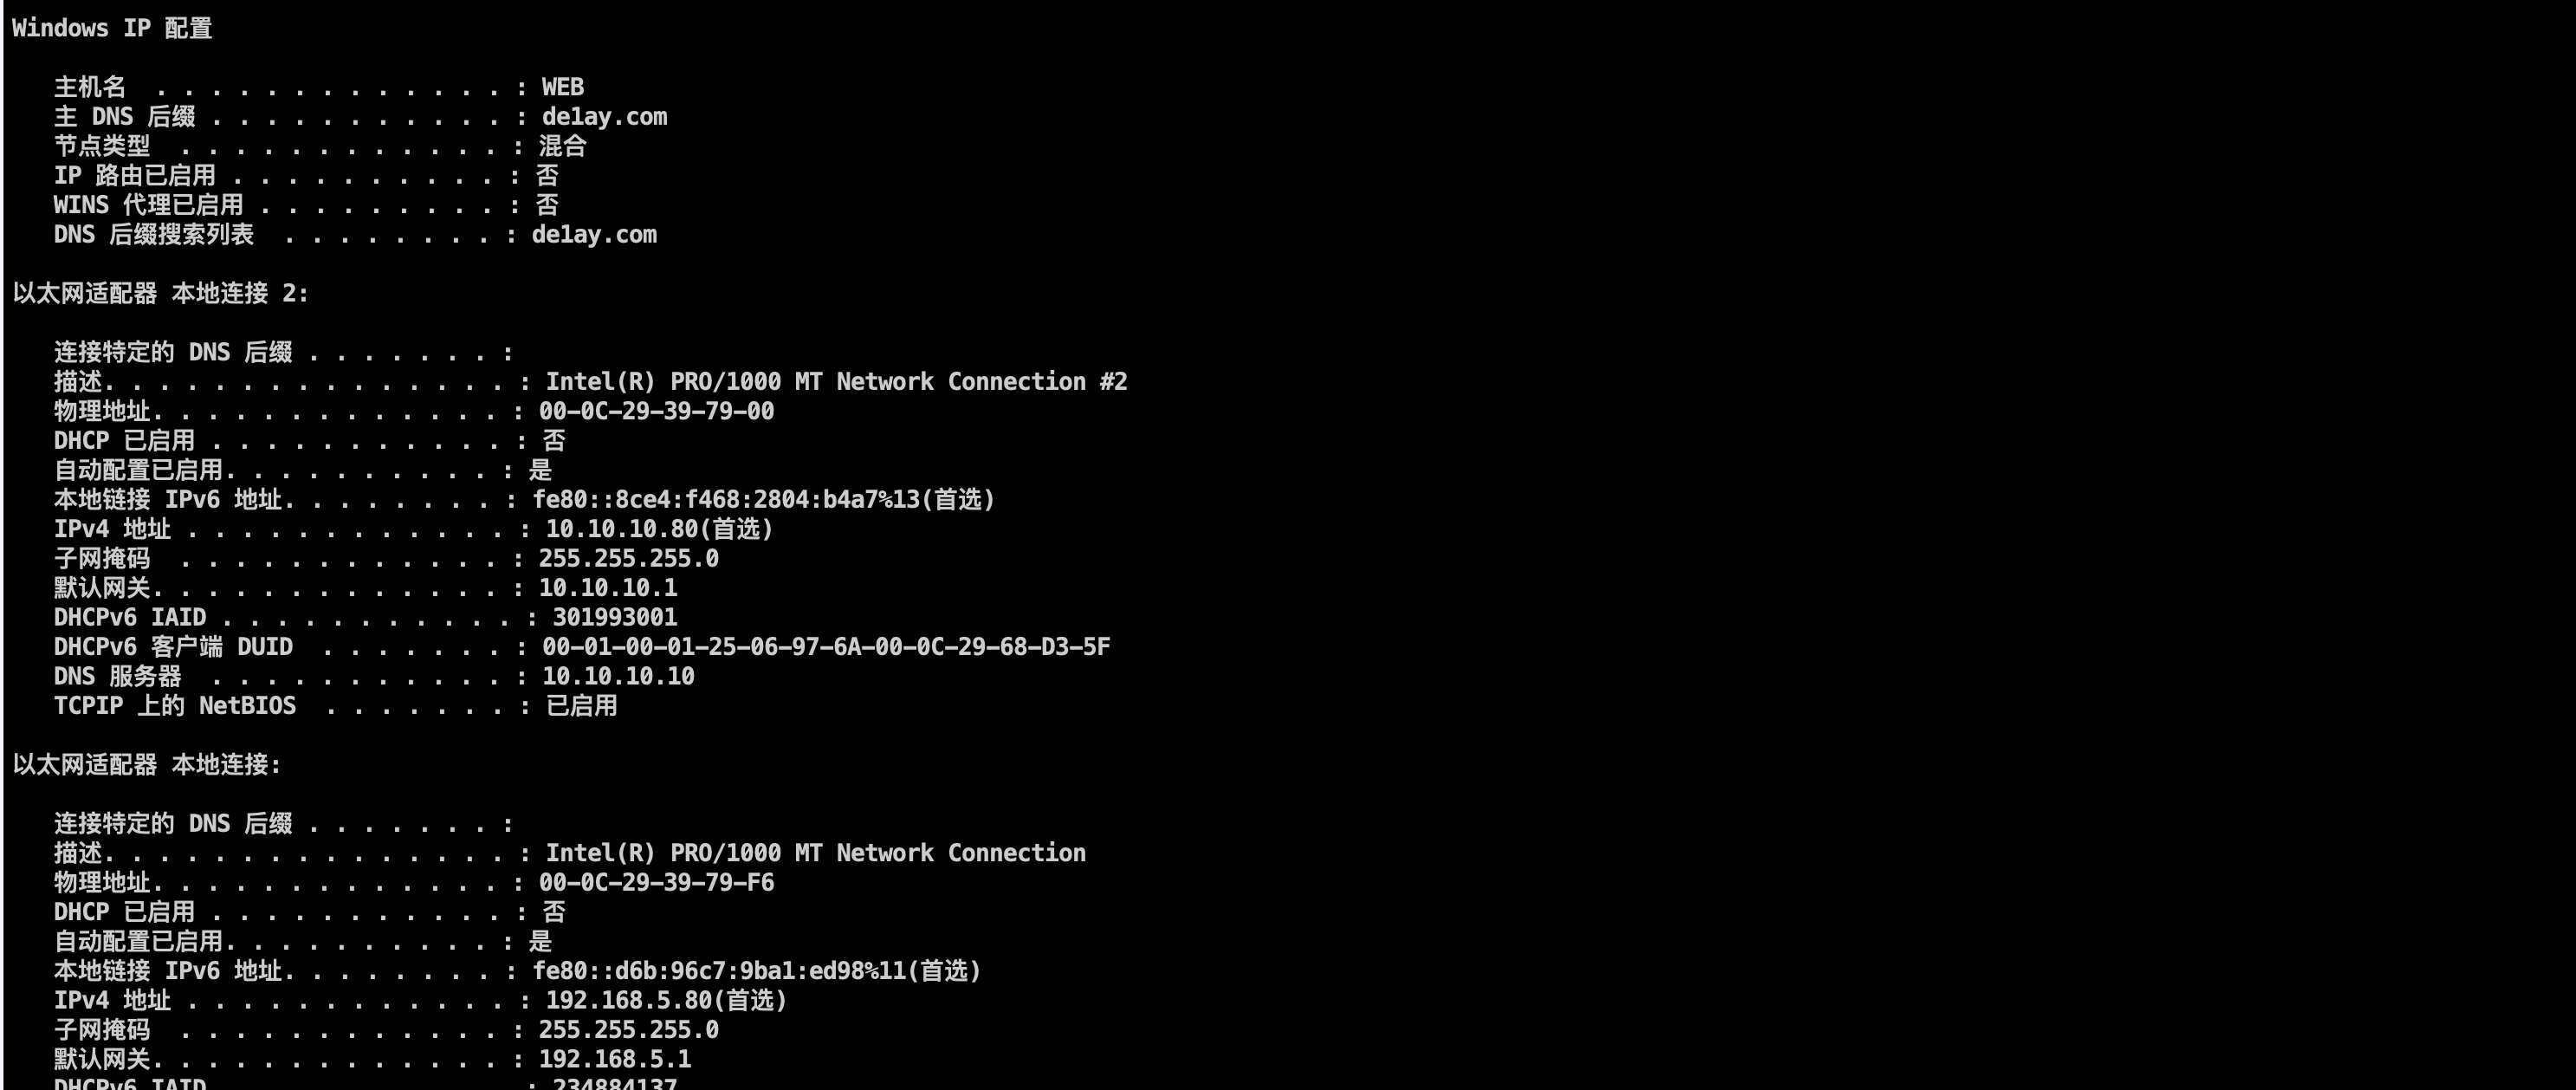 Windows IP 配置
主机名  . . . . . . . . . . . . . . : WEB
主 DNS 后缀 . . . . . . . . . . . . : de1ay.com
节点类型  . . . . . . . . . . . . . : 混合
IP 路由已启用 . . . . . . . . . . . : 否
WINS 代理已启用 . . . . . . . . . . : 否
DNS 后缀搜索列表  . . . . . . . . . : de1ay.com
以太网适配器 本地连接 2:
连接特定的 DNS 后缀 . . . . . . . :
描述. . . . . . . . . . . . . . . . : Intel(R) PRO/1000 MT Network Connection #2
物理地址. . . . . . . . . . . . . . : 00-0C-29-39-79-00
DHCP 已启用 . . . . . . . . . . . . : 否
自动配置已启用. . . . . . . . . . . : 是
本地链接 IPv6 地址. . . . . . . . . : fe80::8ce4:f468:2804:b4a7%13(首选)
IPv4 地址 . . . . . . . . . . . . . : 10.10.10.80(首选)
子网掩码  . . . . . . . . . . . . . : 255.255.255.0
默认网关. . . . . . . . . . . . . . : 10.10.10.1
DHCPv6 IAID . . . . . . . . . . . . : 301993001
DHCPv6 客户端 DUID  . . . . . . . . : 00-01-00-01-25-06-97-6A-00-0C-29-68-D3-5F
DNS 服务器  . . . . . . . . . . . . : 10.10.10.10
TCPIP 上的 NetBIOS  . . . . . . . . : 已启用
以太网适配器 本地连接:
连接特定的 DNS 后缀 . . . . . . . :
描述. . . . . . . . . . . . . . . . : Intel(R) PRO/1000 MT Network Connection
物理地址. . . . . . . . . . . . . . : 00-0C-29-39-79-F6
DHCP 已启用 . . . . . . . . . . . . : 否
自动配置已启用. . . . . . . . . . . : 是
本地链接 IPv6 地址. . . . . . . . . : fe80::d6b:96c7:9ba1:ed98%11(首选)
IPv4 地址 . . . . . . . . . . . . . : 192.168.5.80(首选)
子网掩码  . . . . . . . . . . . . . : 255.255.255.0
默认网关. . . . . . . . . . . . . . : 192.168.5.1
DHCPv6 IAID . . . . . . . . . . . . : 234884137